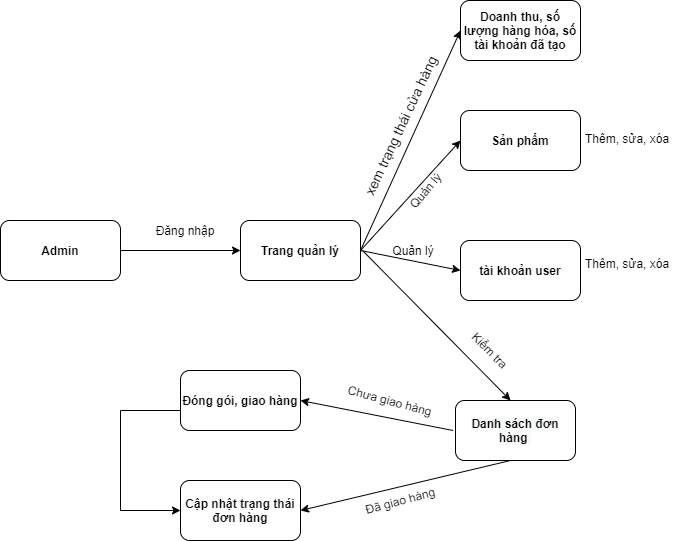 Doanh thu, số
lượng hàng hóa, số
tài khoản đã tạo
xem trạng thái cửa hàng
Sản phẩm
Thêm, sửa, xóa
Quản lý
Admin
Đăng nhập
Trang quản lý
Quản lý
tài khoản user
Thêm, sửa, xóa
Kiểm tra
Đóng gói, giao hàng
Chưa giao hàng
Danh sách đơn
hàng
Cập nhật trạng thái
đơn hàng
Đã giao hàng